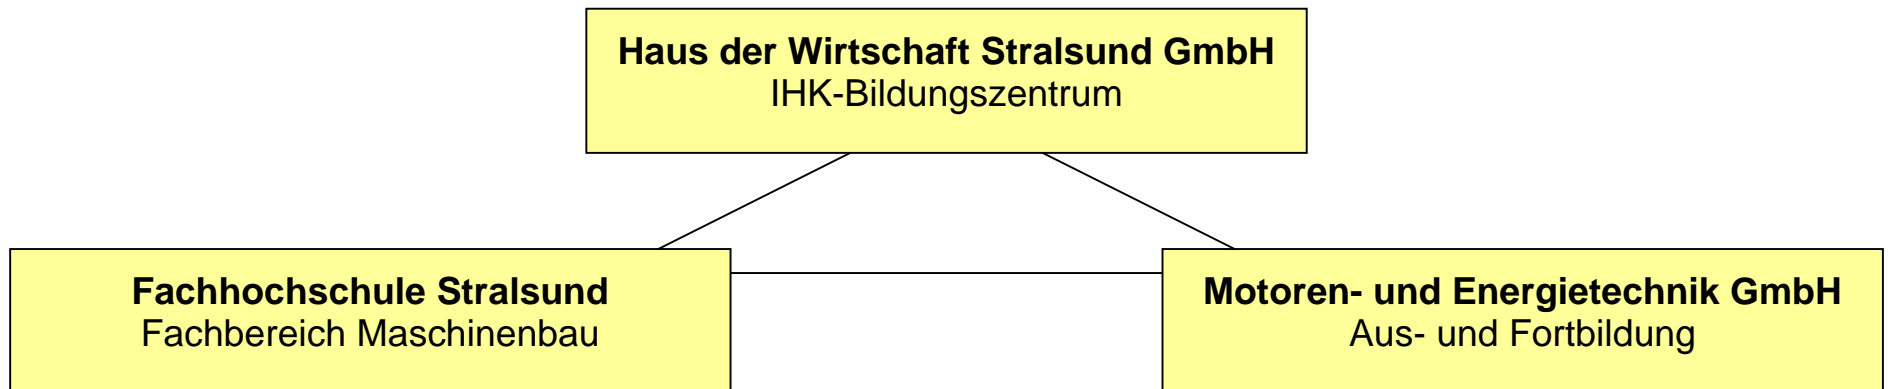 Haus der Wirtschaft Stralsund GmbH
IHK-Bildungszentrum
Fachhochschule Stralsund
Fachbereich Maschinenbau
Motoren- und Energietechnik GmbH
Aus- und Fortbildung